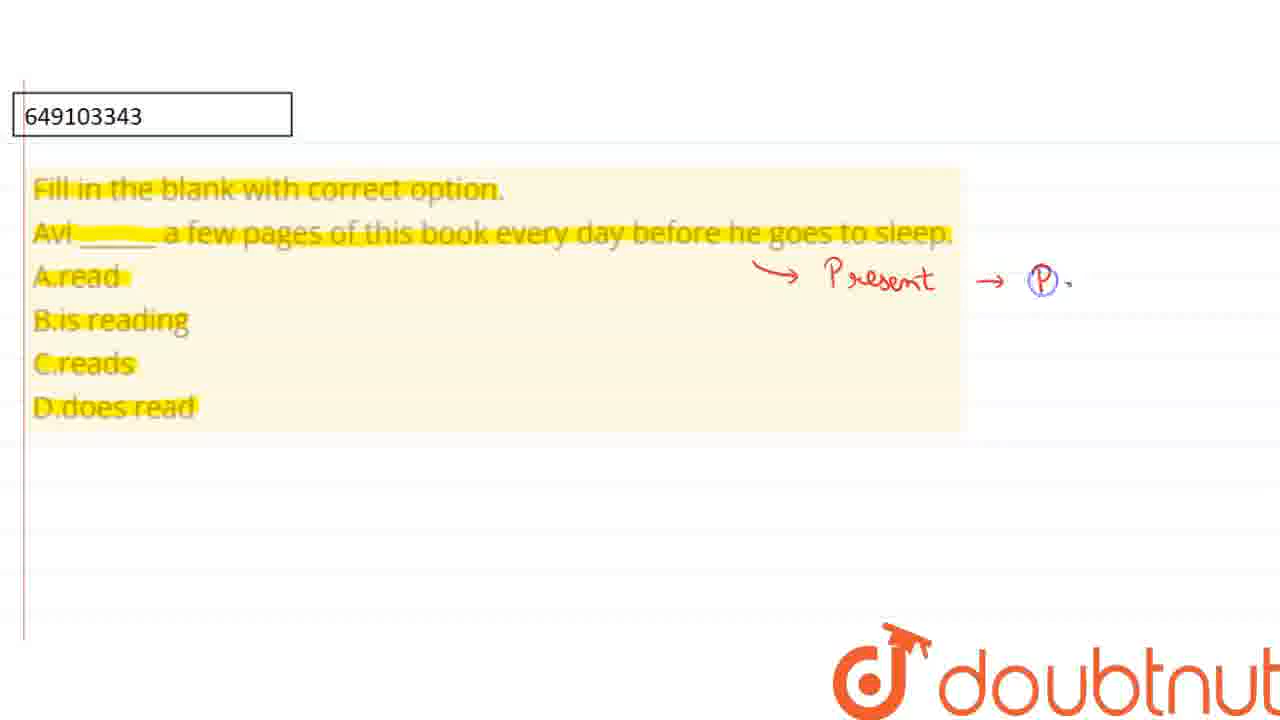 649103343
Fill in the blank with correct option.
Avi _____ a few pages of this book every day before he goes to sleep.
A.read
Present → P.
B.is reading
C.reads
D.does read
doubtnut